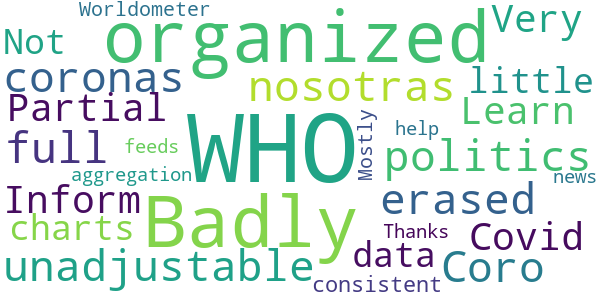 Worldometer
organized
Very
Not
coronas
nosotras
little
Partial
WHO
Learn
full
feeds
Mostly
help
politics
aggregation
news
Inform
Badly
erased
charts
Thanks
Covid
unadjustable
data
Coro
consistent